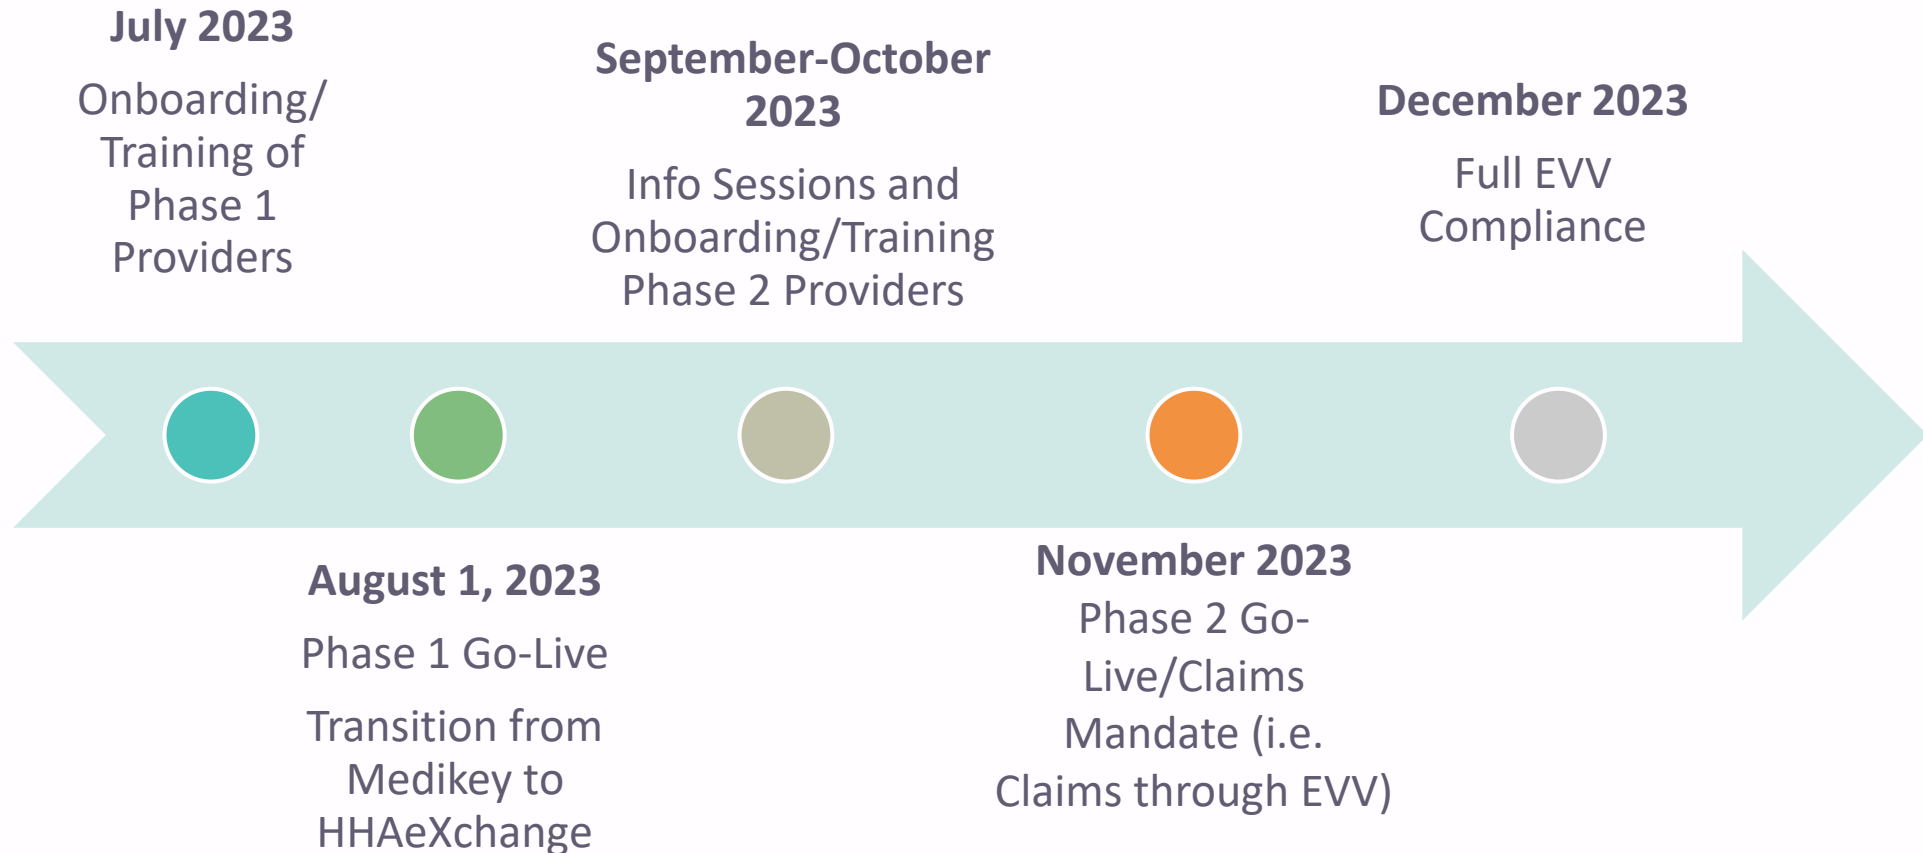 July 2023
Onboarding/
Training of
Phase 1
Providers
August 1, 2023
Phase 1 Go-Live
Transition from
Medikey to
HHAeXchange
September-October
2023
Info Sessions and
Onboarding/Training
Phase 2 Providers
November 2023
Phase 2 Go-
Live/Claims
Mandate (i.e.
Claims through EVV)
December 2023
Full EVV
Compliance